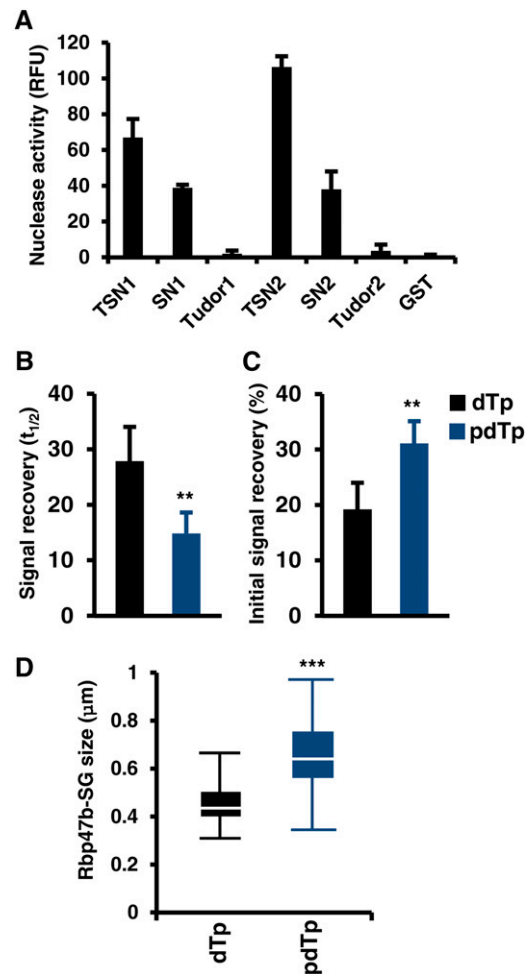 A
Nuclease activity (RFU)
120
100
80
60
40
20
0
TSN1
SN1
Tudor1
TSN2
SN2
Tudor2
GST
B
Signal recovery (t1/2)
40
30
20
10
0
**
C
Initial signal recovery (%)
40
30
20
10
0
**
dTp
pdTp
D
Rbp47b-SG size (μm)
1
0.8
0.6
0.4
0.2
0
***
dTp
pdTp